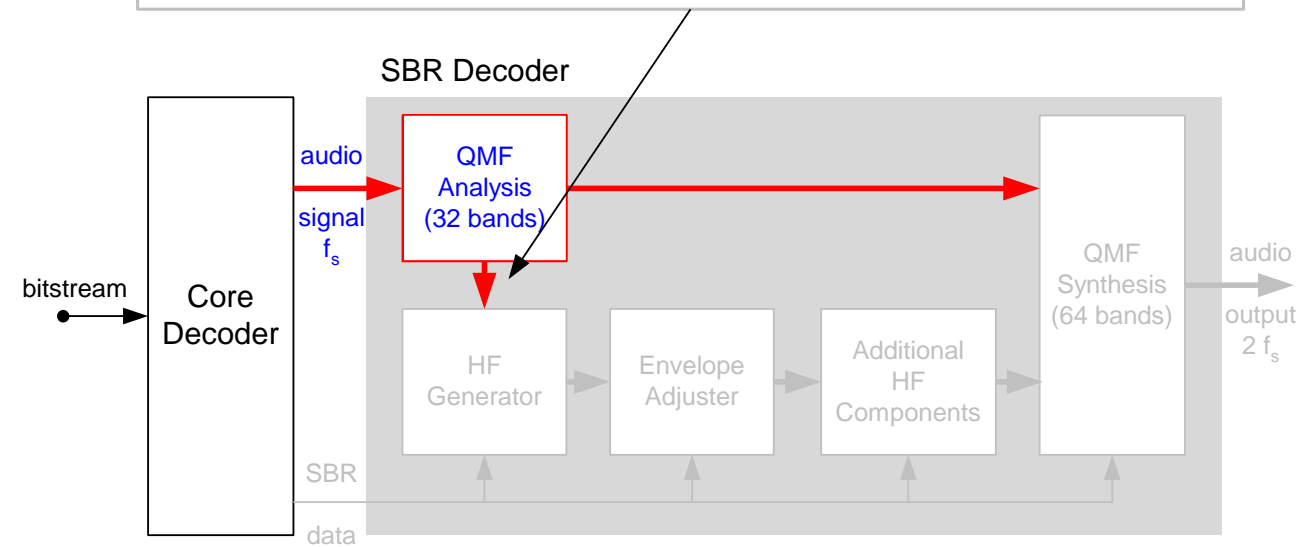 SBR Decoder
audio
signal
fs
QMF
Analysis
(32 bands)
bitstream
Core
Decoder
HF
Generator
Envelope
Adjuster
Additional
HF
Components
QMF
Synthesis
(64 bands)
audio
output
2 fs
SBR
data